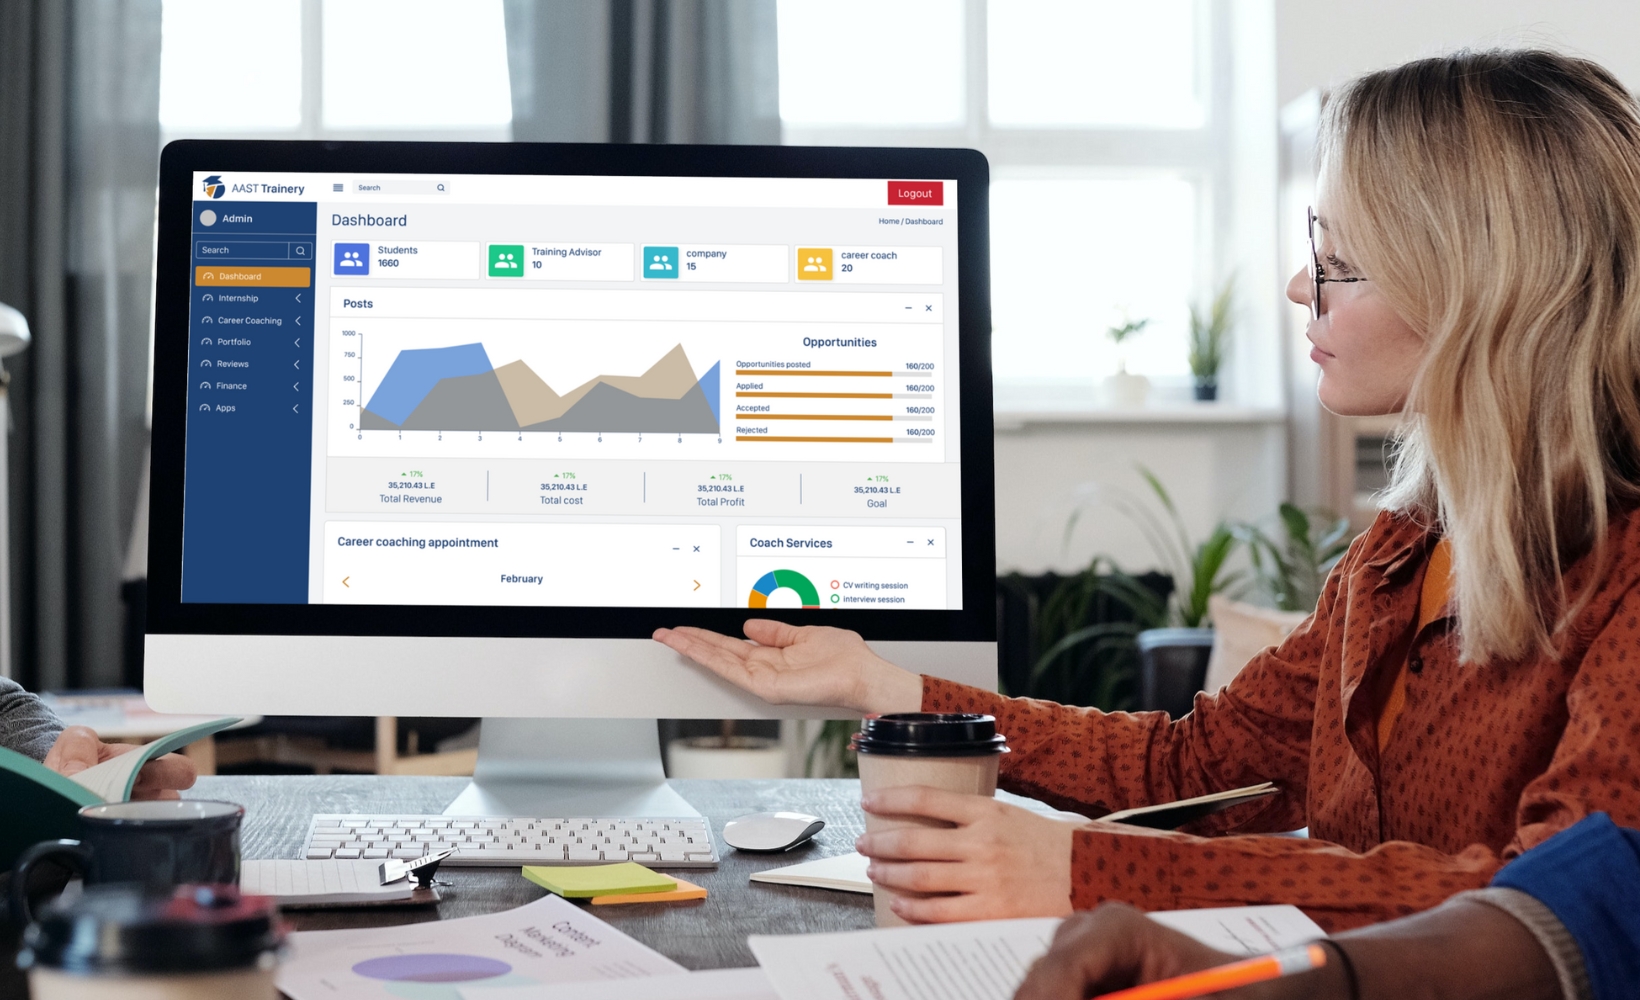 AAST Trainery
Search
Logout
Admin
Search
Dashboard
Internship
Career Coaching
Portfolio
Reviews
Finance
Apps
Dashboard
Home / Dashboard
Students
1660
Training Advisor
10
company
15
career coach
20
Posts
1000
750
500
250
0
0 1 2 3 4 5 6 7 8 9
Opportunities
Opportunities posted 160/200
Applied 160/200
Accepted 160/200
Rejected 160/200
17%
35,210.43 L.E
Total Revenue
17%
35,210.43 L.E
Total cost
17%
35,210.43 L.E
Total Profit
17%
35,210.43 L.E
Goal
Career coaching appointment
February
Coach Services
CV writing session
interview session
Content
Marketing
Diagram